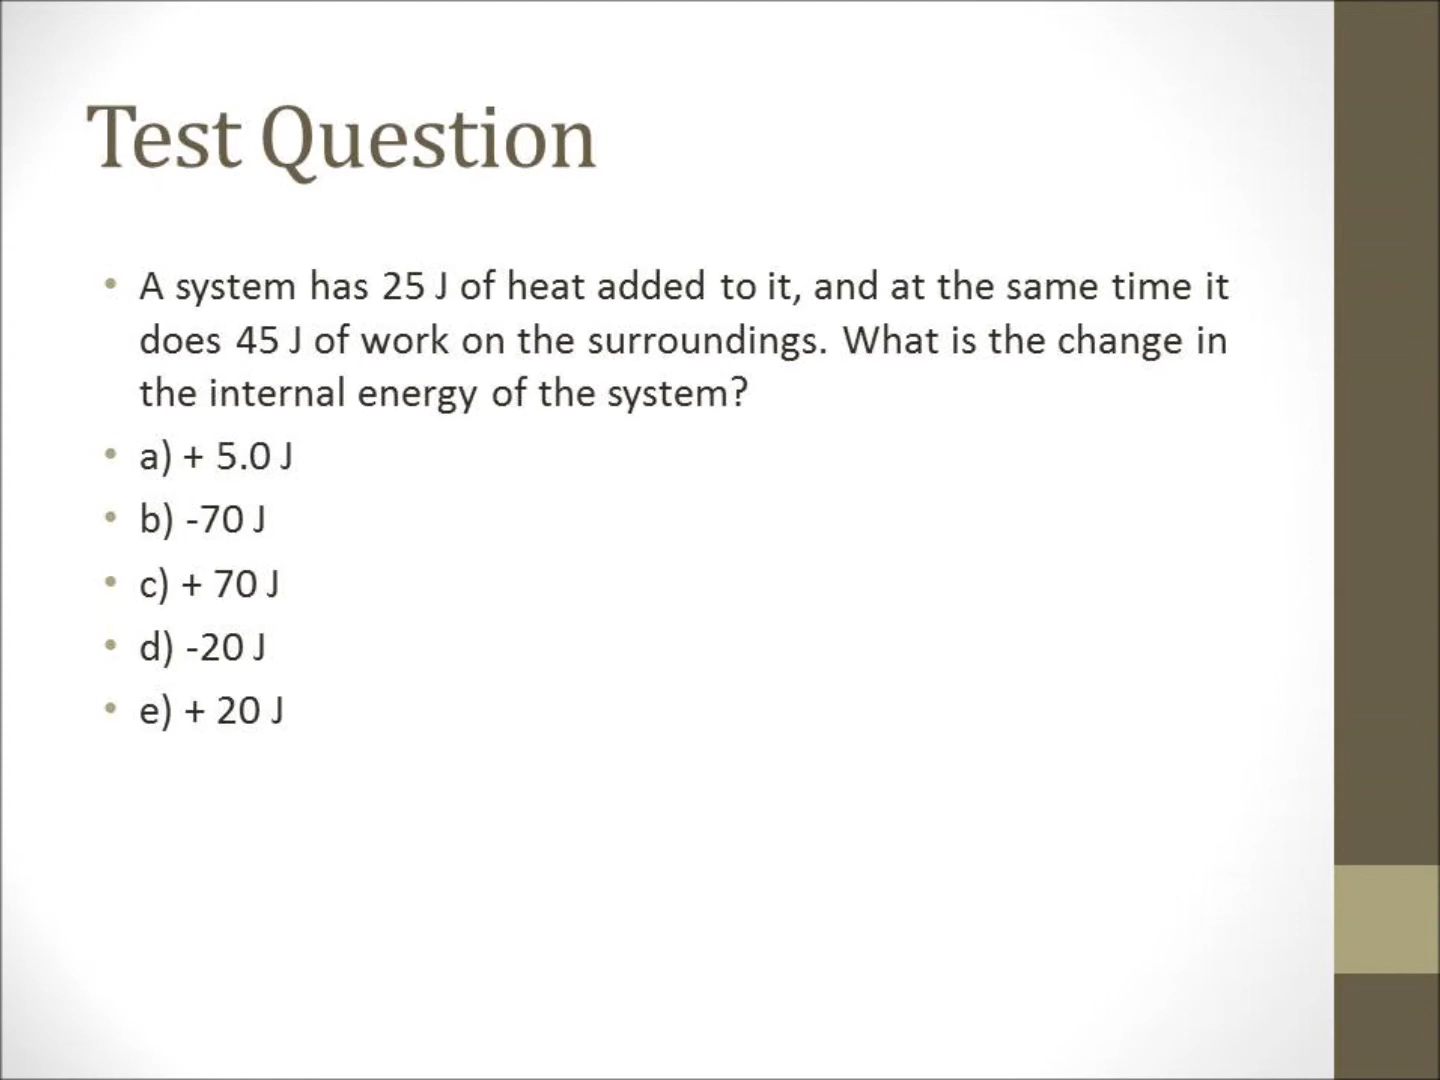 Test Question
• A system has 25 J of heat added to it, and at the same time it
does 45 J of work on the surroundings. What is the change in
the internal energy of the system?
• a) + 5.0 J
• b) -70 J
• c) + 70 J
• d) -20 J
• e) + 20 J